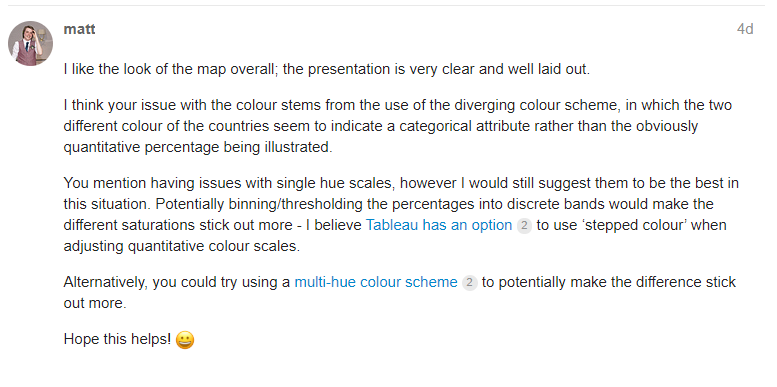 matt
4d
I like the look of the map overall; the presentation is very clear and well laid out.
I think your issue with the colour stems from the use of the diverging colour scheme, in which the two
different colour of the countries seem to indicate a categorical attribute rather than the obviously
quantitative percentage being illustrated.
You mention having issues with single hue scales, however I would still suggest them to be the best in
this situation. Potentially binning/thresholding the percentages into discrete bands would make the
different saturations stick out more - I believe Tableau has an option 2 to use ‘stepped colour’ when
adjusting quantitative colour scales.
Alternatively, you could try using a multi-hue colour scheme 2 to potentially make the difference stick
out more.
Hope this helps! 😀